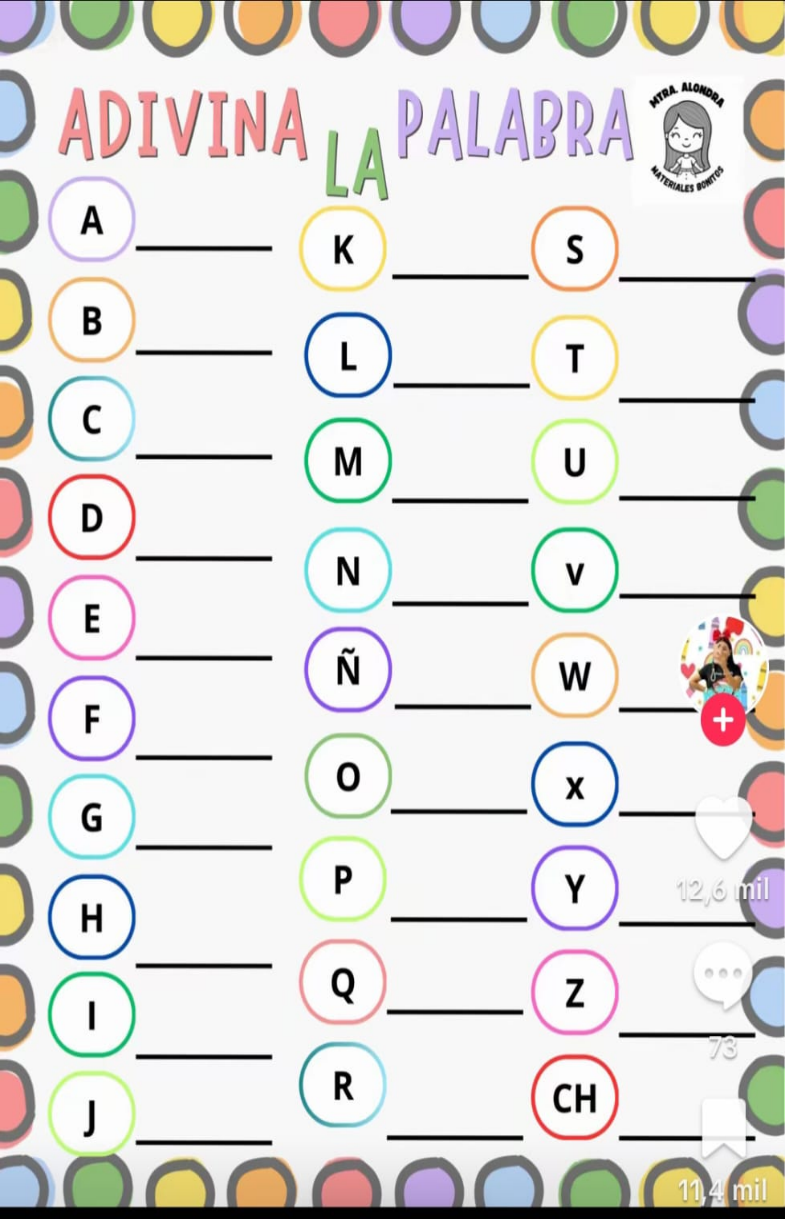 ADIVINA LA PALABRA
MTRA. ALONDRA
MATERIALES BONITOS
A
B
C
D
E
F
G
H
I
J
K
L
M
N
Ñ
O
P
Q
R
S
T
U
v
W
x
Y
Z
CH
12,6 mil
73
11,4 mil